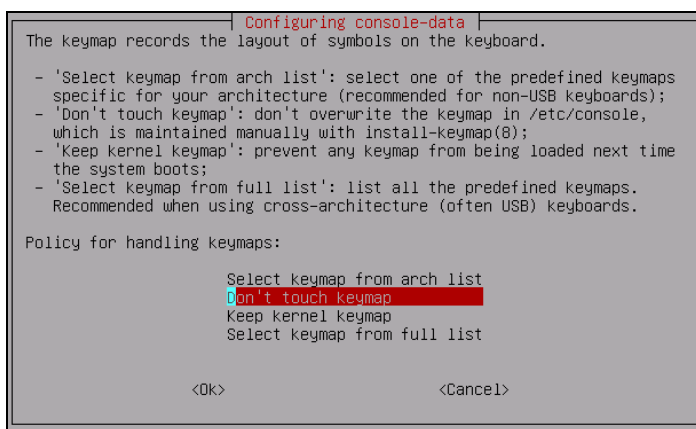 Configuring console-data
The keymap records the layout of symbols on the keyboard.
- 'Select keymap from arch list': select one of the predefined keymaps
specific for your architecture (recommended for non-USB keyboards);
- 'Don't touch keymap': don't overwrite the keymap in /etc/console,
which is maintained manually with install-keymap(8);
- 'Keep kernel keymap': prevent any keymap from being loaded next time
the system boots;
- 'Select keymap from full list': list all the predefined keymaps.
Recommended when using cross-architecture (often USB) keyboards.
Policy for handling keymaps:
Select keymap from arch list
Don't touch keymap
Keep kernel keymap
Select keymap from full list
<Ok> <Cancel>